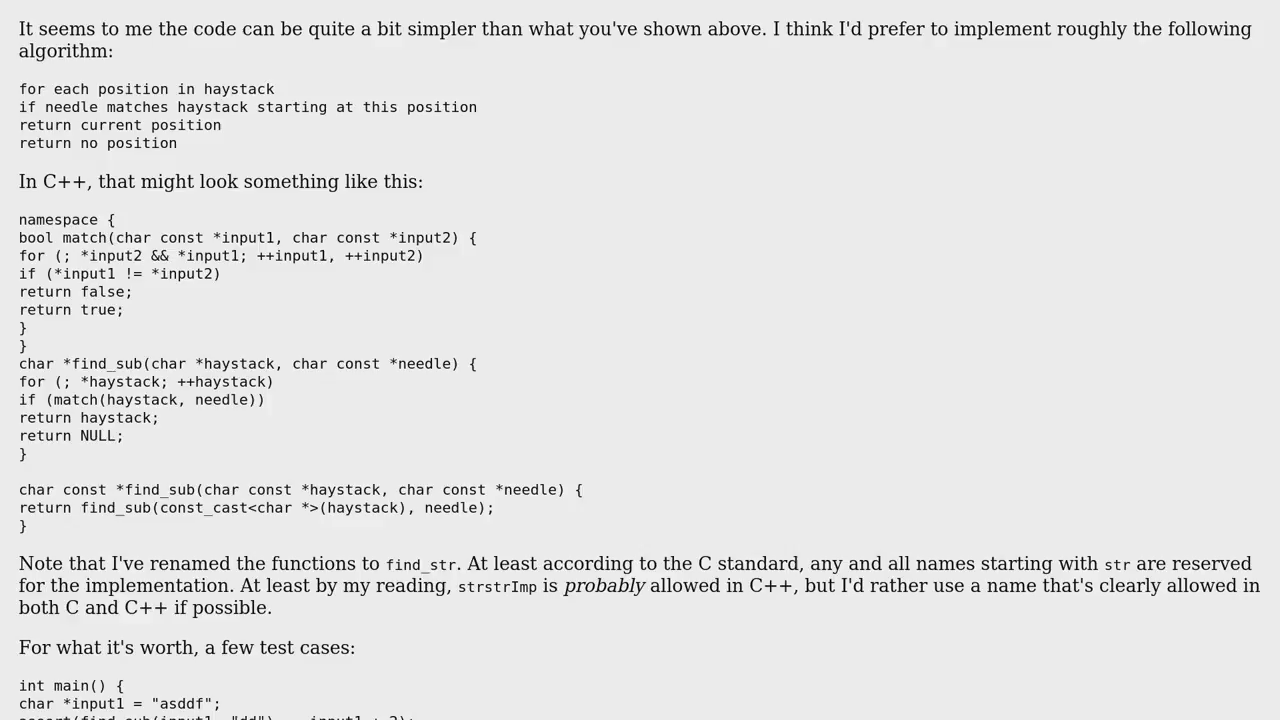 It seems to me the code can be quite a bit simpler than what you've shown above. I think I'd prefer to implement roughly the following
algorithm:
for each position in haystack
if needle matches haystack starting at this position
return current position
return no position
In C++, that might look something like this:
namespace {
bool match(char const *input1, char const *input2) {
for (; *input2 && *input1; ++input1, ++input2)
if (*input1 != *input2)
return false;
return true;
}
}
char *find_sub(char *haystack, char const *needle) {
for (; *haystack; ++haystack)
if (match(haystack, needle))
return haystack;
return NULL;
}
char const *find_sub(char const *haystack, char const *needle) {
return find_sub(const_cast<char *>(haystack), needle);
}
Note that I've renamed the functions to find_str. At least according to the C standard, any and all names starting with str are reserved
for the implementation. At least by my reading, strstrImp is probably allowed in C++, but I'd rather use a name that's clearly allowed in
both C and C++ if possible.
For what it's worth, a few test cases:
int main() {
char *input1 = "asddf";